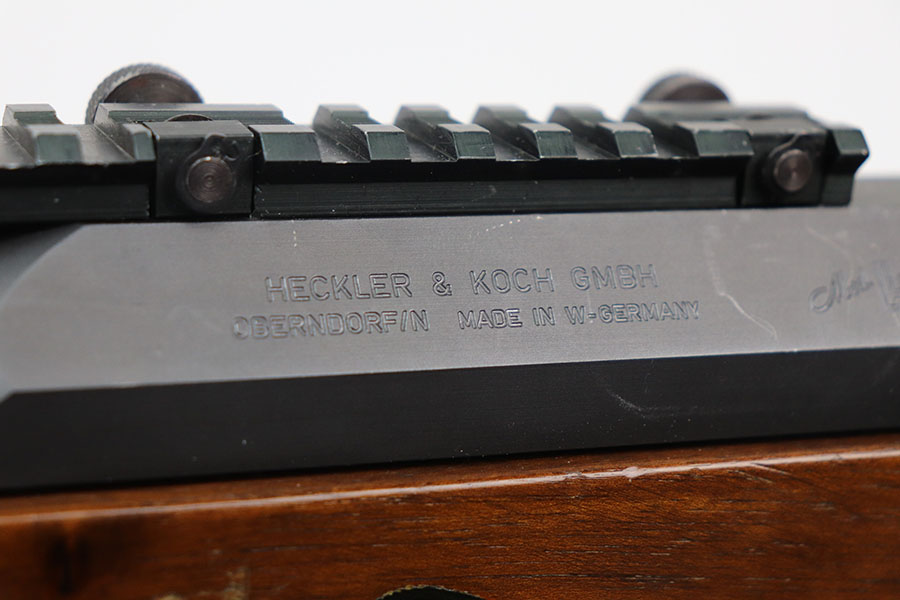 HECKLER & KOCH GMBH
OBERNDORF/N MADE IN W-GERMANY